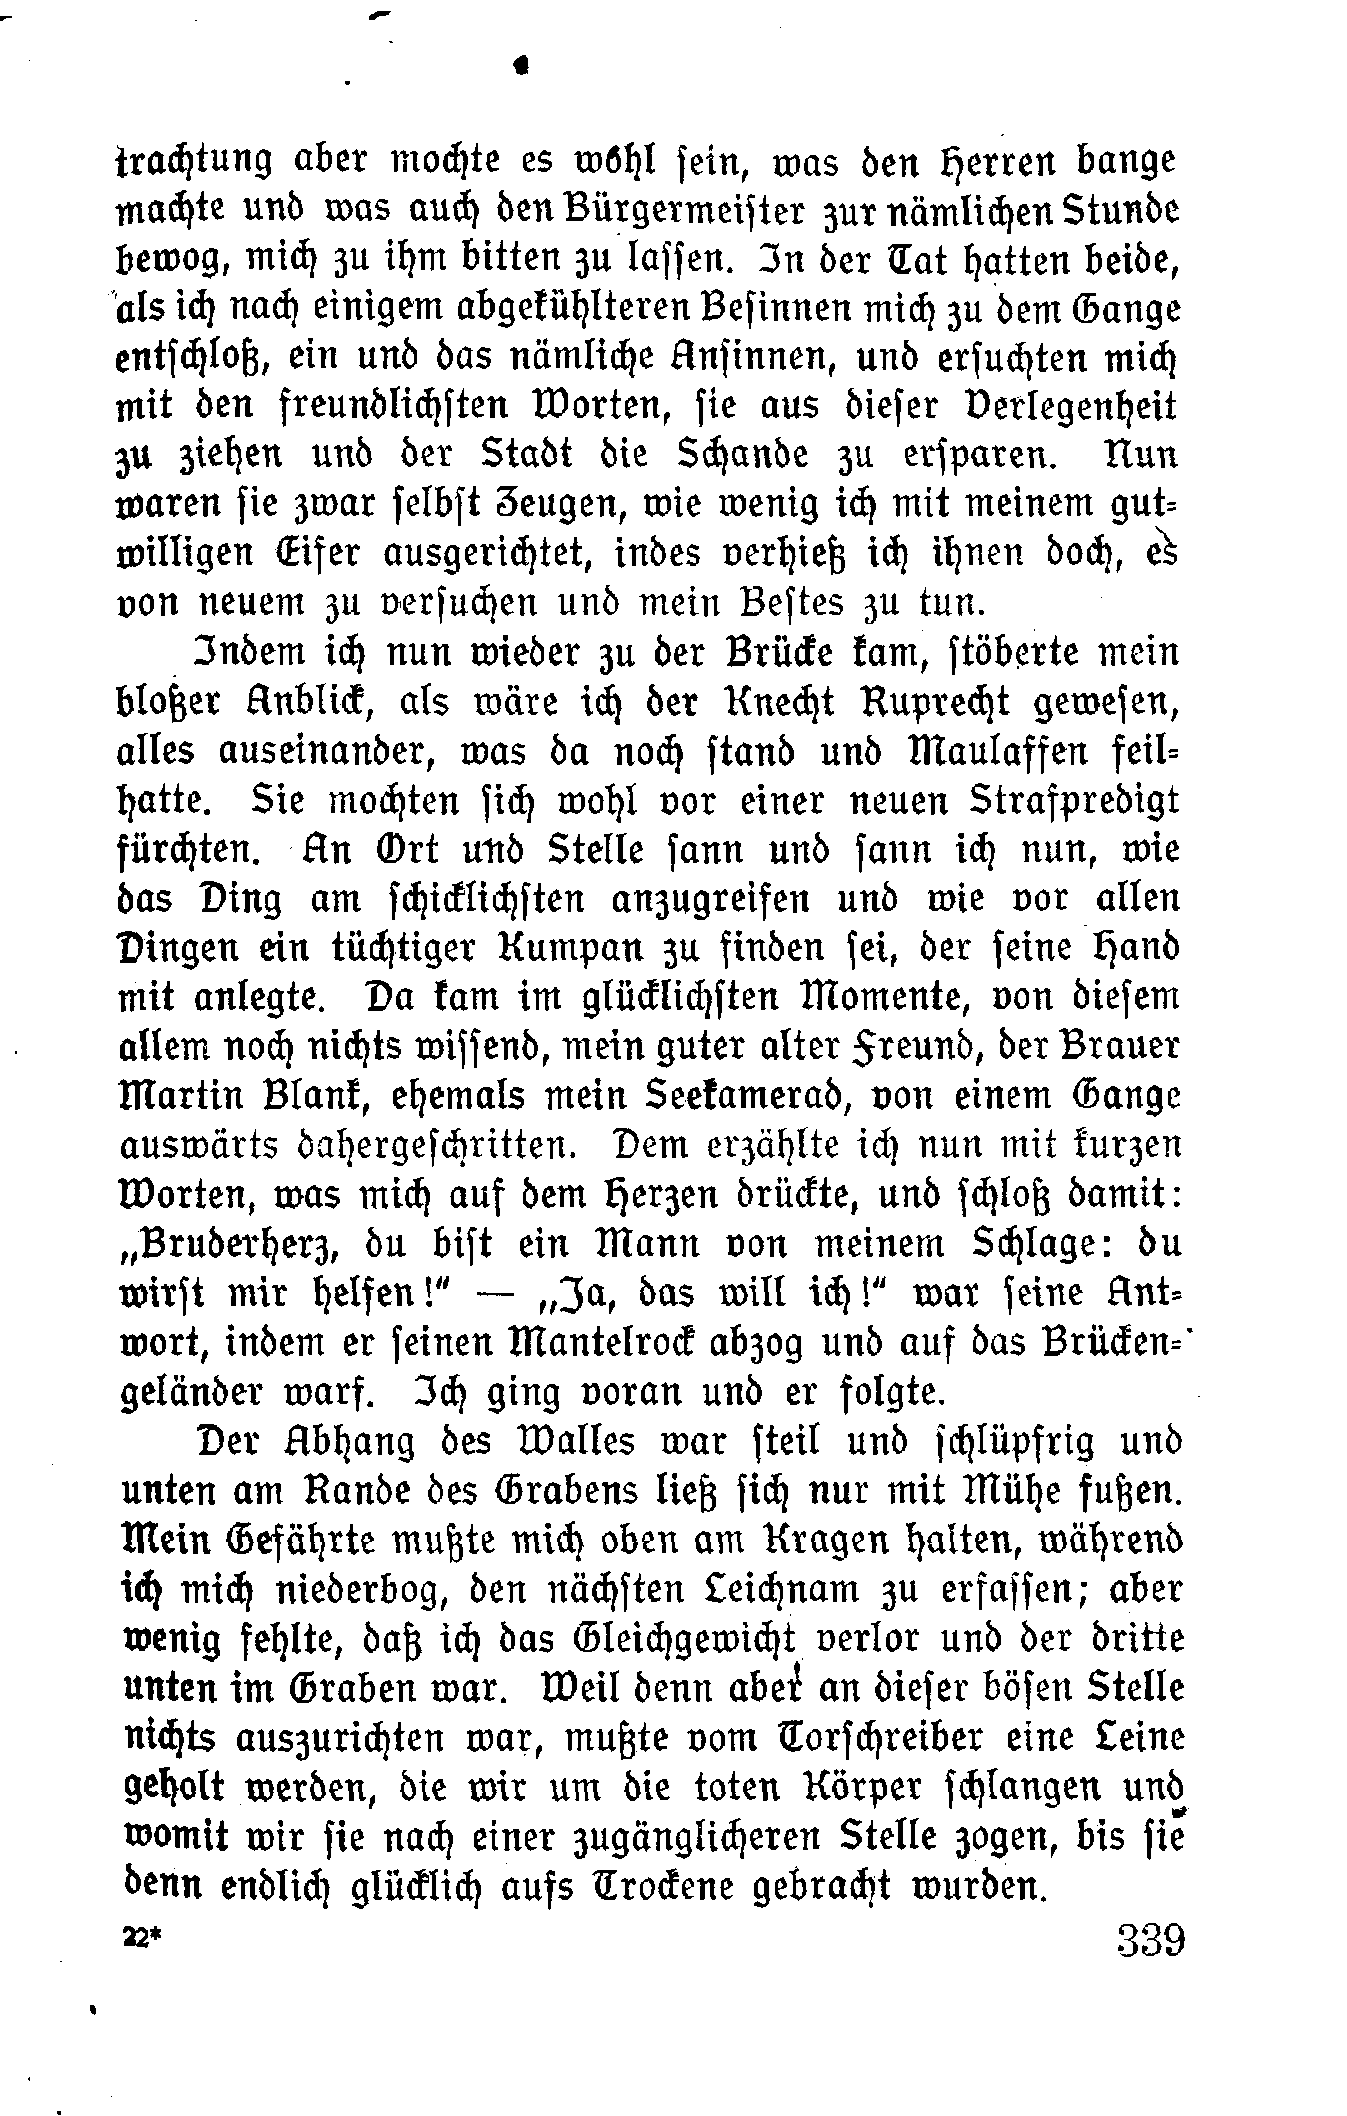 trachtung aber mochte es wohl sein, was den Herren bange
machte und was auch den Bürgermeister zur nämlichen Stunde
bewog, mich zu ihm bitten zu lassen. In der Tat hatten beide,
als ich nach einigem abgekühlteren Besinnen mich zu dem Gange
entschloß, ein und das nämliche Ansinnen, und ersuchten mich
mit den freundlichsten Worten, sie aus dieser Verlegenheit
zu ziehen und der Stadt die Schande zu ersparen. Nun
waren sie zwar selbst Zeugen, wie wenig ich mit meinem gut-
willigen Eifer ausgerichtet, indes verhieß ich ihnen doch, es
von neuem zu versuchen und mein Bestes zu tun.
Indem ich nun wieder zu der Brücke kam, stöberte mein
bloßer Anblick, als wäre ich der Knecht Ruprecht gewesen,
alles auseinander, was da noch stand und Maulaffen feil-
hatte. Sie mochten sich wohl vor einer neuen Strafpredigt
fürchten. An Ort und Stelle sann und sann ich nun, wie
das Ding am schicklichsten anzugreifen und wie vor allen
Dingen ein tüchtiger Kumpan zu finden sei, der seine Hand
mit anlegte. Da kam im glücklichsten Momente, von diesem
allem noch nichts wissend, mein guter alter Freund, der Brauer
Martin Blank, ehemals mein Seekamerad, von einem Gange
auswärts dahergeschritten. Dem erzählte ich nun mit kurzen
Worten, was mich auf dem Herzen drückte, und schloß damit:
„Bruderherz, du bist ein Mann von meinem Schlage: du
wirst mir helfen!" — „Ja, das will ich!" war seine Ant-
wort, indem er seinen Mantelrock abzog und auf das Brücken-
geländer warf. Ich ging voran und er folgte.
Der Abhang des Walles war steil und schlüpfrig und
unten am Rande des Grabens ließ sich nur mit Mühe fußen.
Mein Gefährte mußte mich oben am Kragen halten, während
ich mich niederbog, den nächsten Leichnam zu erfassen; aber
wenig fehlte, daß ich das Gleichgewicht verlor und der dritte
unten im Graben war. Weil denn aber an dieser bösen Stelle
nichts auszurichten war, mußte vom Torschreiber eine Leine
geholt werden, die wir um die toten Körper schlangen und
womit wir sie nach einer zugänglicheren Stelle zogen, bis sie
denn endlich glücklich aufs Trockene gebracht wurden.
22* 339